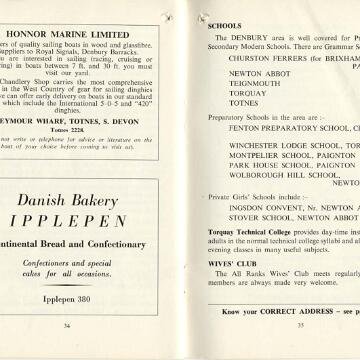 HONNOR MARINE LIMITED
ers of quality sailing boats in wood and glassfibre.
Suppliers to Royal Signals, Denbury Barracks.
ou are interested in sailing (racing, cruising or
ring) in boats between 7 ft. and 30 ft. you must
visit our yard.
Chandlery Shop carries the most comprehensive
in the West Country of gear for sailing dinghies
we can offer early delivery on boats in our standard
which include the International 5-0-5 and "420"
dinghies.
EYMOUR WHARF, TOTNES, S. DEVON
Totnes 2228.
not write or telephone for advice or literature on the
boat of your choice before coming to visit us).
Danish Bakery
IPPLEPEN
ontinental Bread and Confectionary
Confectioners and special
cakes for all occasions.
Ipplepen 380
34
SCHOOLS
The DENBURY area is well covered for Pr
Secondary Modern Schools. There are Grammar Sc
CHURSTON FERRERS (for BRIXHAM
PA
NEWTON ABBOT
TEIGNMOUTH
TORQUAY
TOTNES
Preparatory Schools in the area are :-
FENTON PREPARATORY SCHOOL, C
WINCHESTER LODGE SCHOOL, TOR
MONTPELIER SCHOOL, PAIGNTON
PARK HOUSE SCHOOL, PAIGNTON
WOLBOROUGH HILL SCHOOL,
NEWTO
Private Girls' Schools include :-
INGSDON CONVENT, Nr. NEWTON A
STOVER SCHOOL, NEWTON ABBOT
Torquay Technical College provides day-time inst
adults in the normal technical college syllabi and al
evening classes in many useful subjects.
WIVES' CLUB
The All Ranks Wives' Club meets regularly
members are always made very welcome.
Know your CORRECT ADDRESS – see p
35